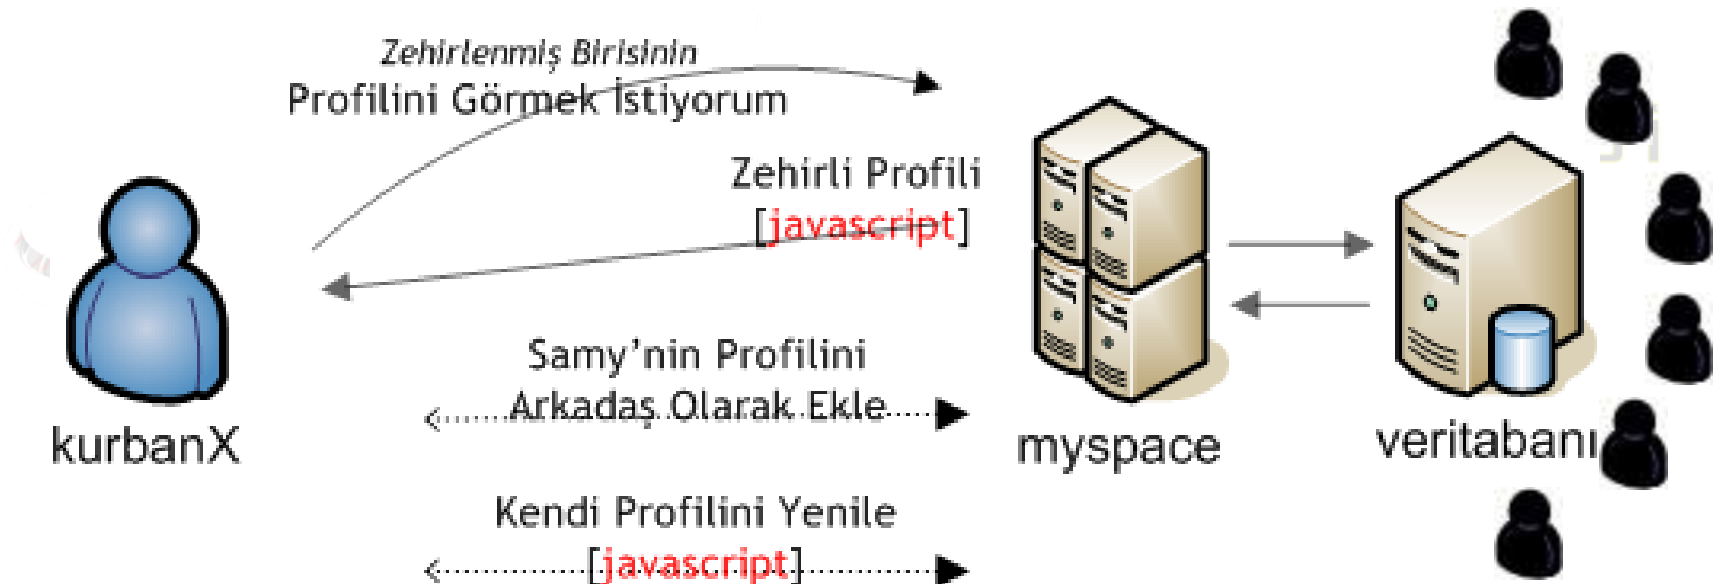 Zehirlenmiş Birisinin
Profilini Görmek İstiyorum
Zehirli Profili
[javascript]
Samy'nin Profilini
Arkadaş Olarak Ekle
kurbanX
myspace
veritabanı
Kendi Profilini Yenile
[javascript]